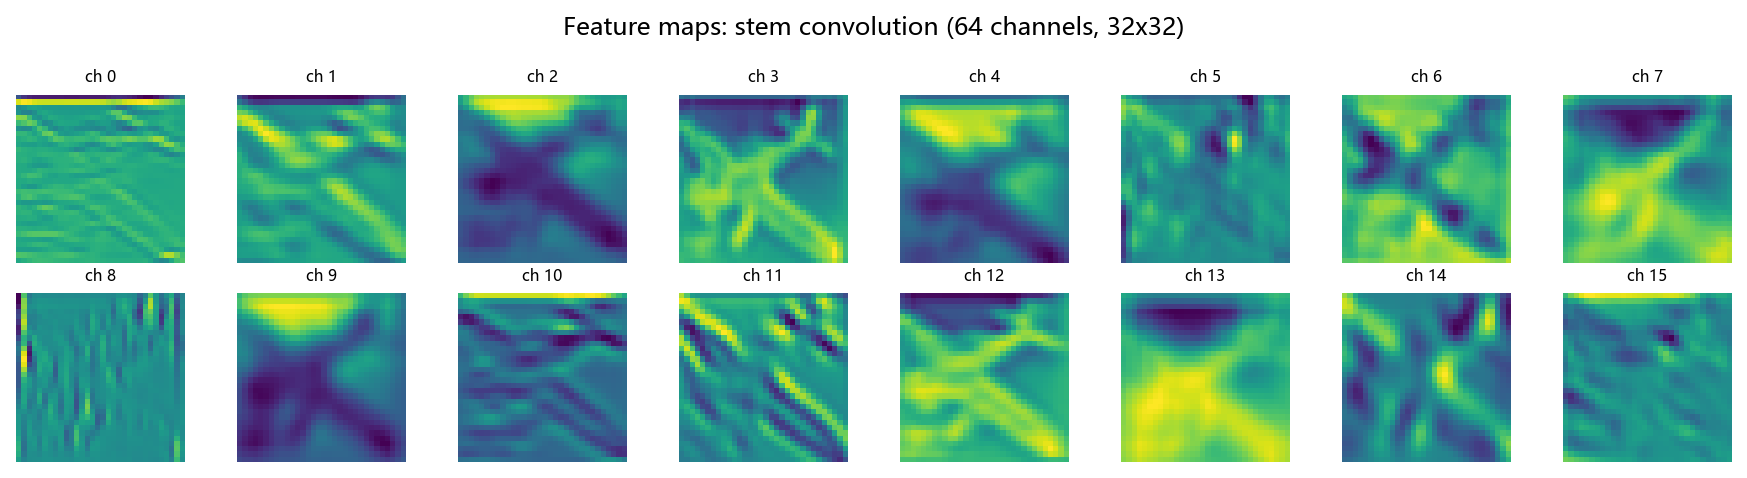 Feature maps: stem convolution (64 channels, 32x32)
ch 0 ch 1 ch 2 ch 3 ch 4 ch 5 ch 6 ch 7
ch 8 ch 9 ch 10 ch 11 ch 12 ch 13 ch 14 ch 15